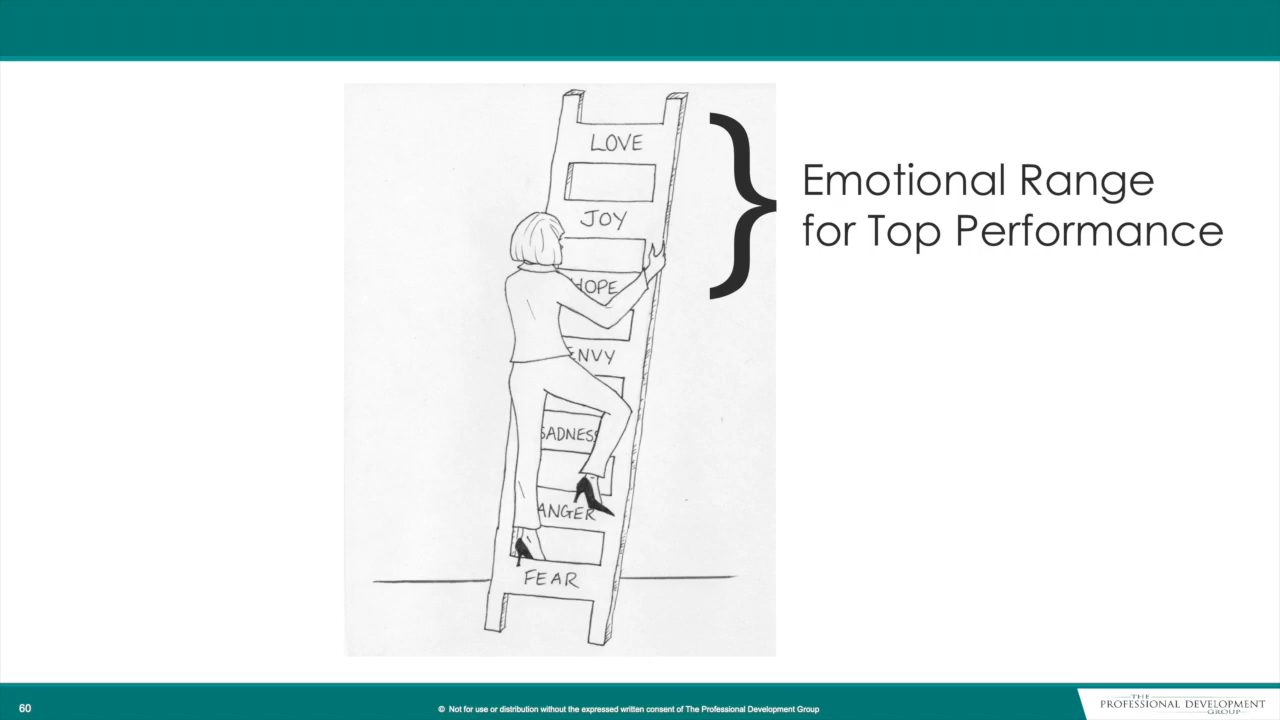 LOVE
JOY
HOPE
ENVY
SADNESS
ANGER
FEAR
Emotional Range
for Top Performance
60
© Not for use or distribution without the expressed written consent of The Professional Development Group
THE
PROFESSIONAL DEVELOPMENT
GROUP